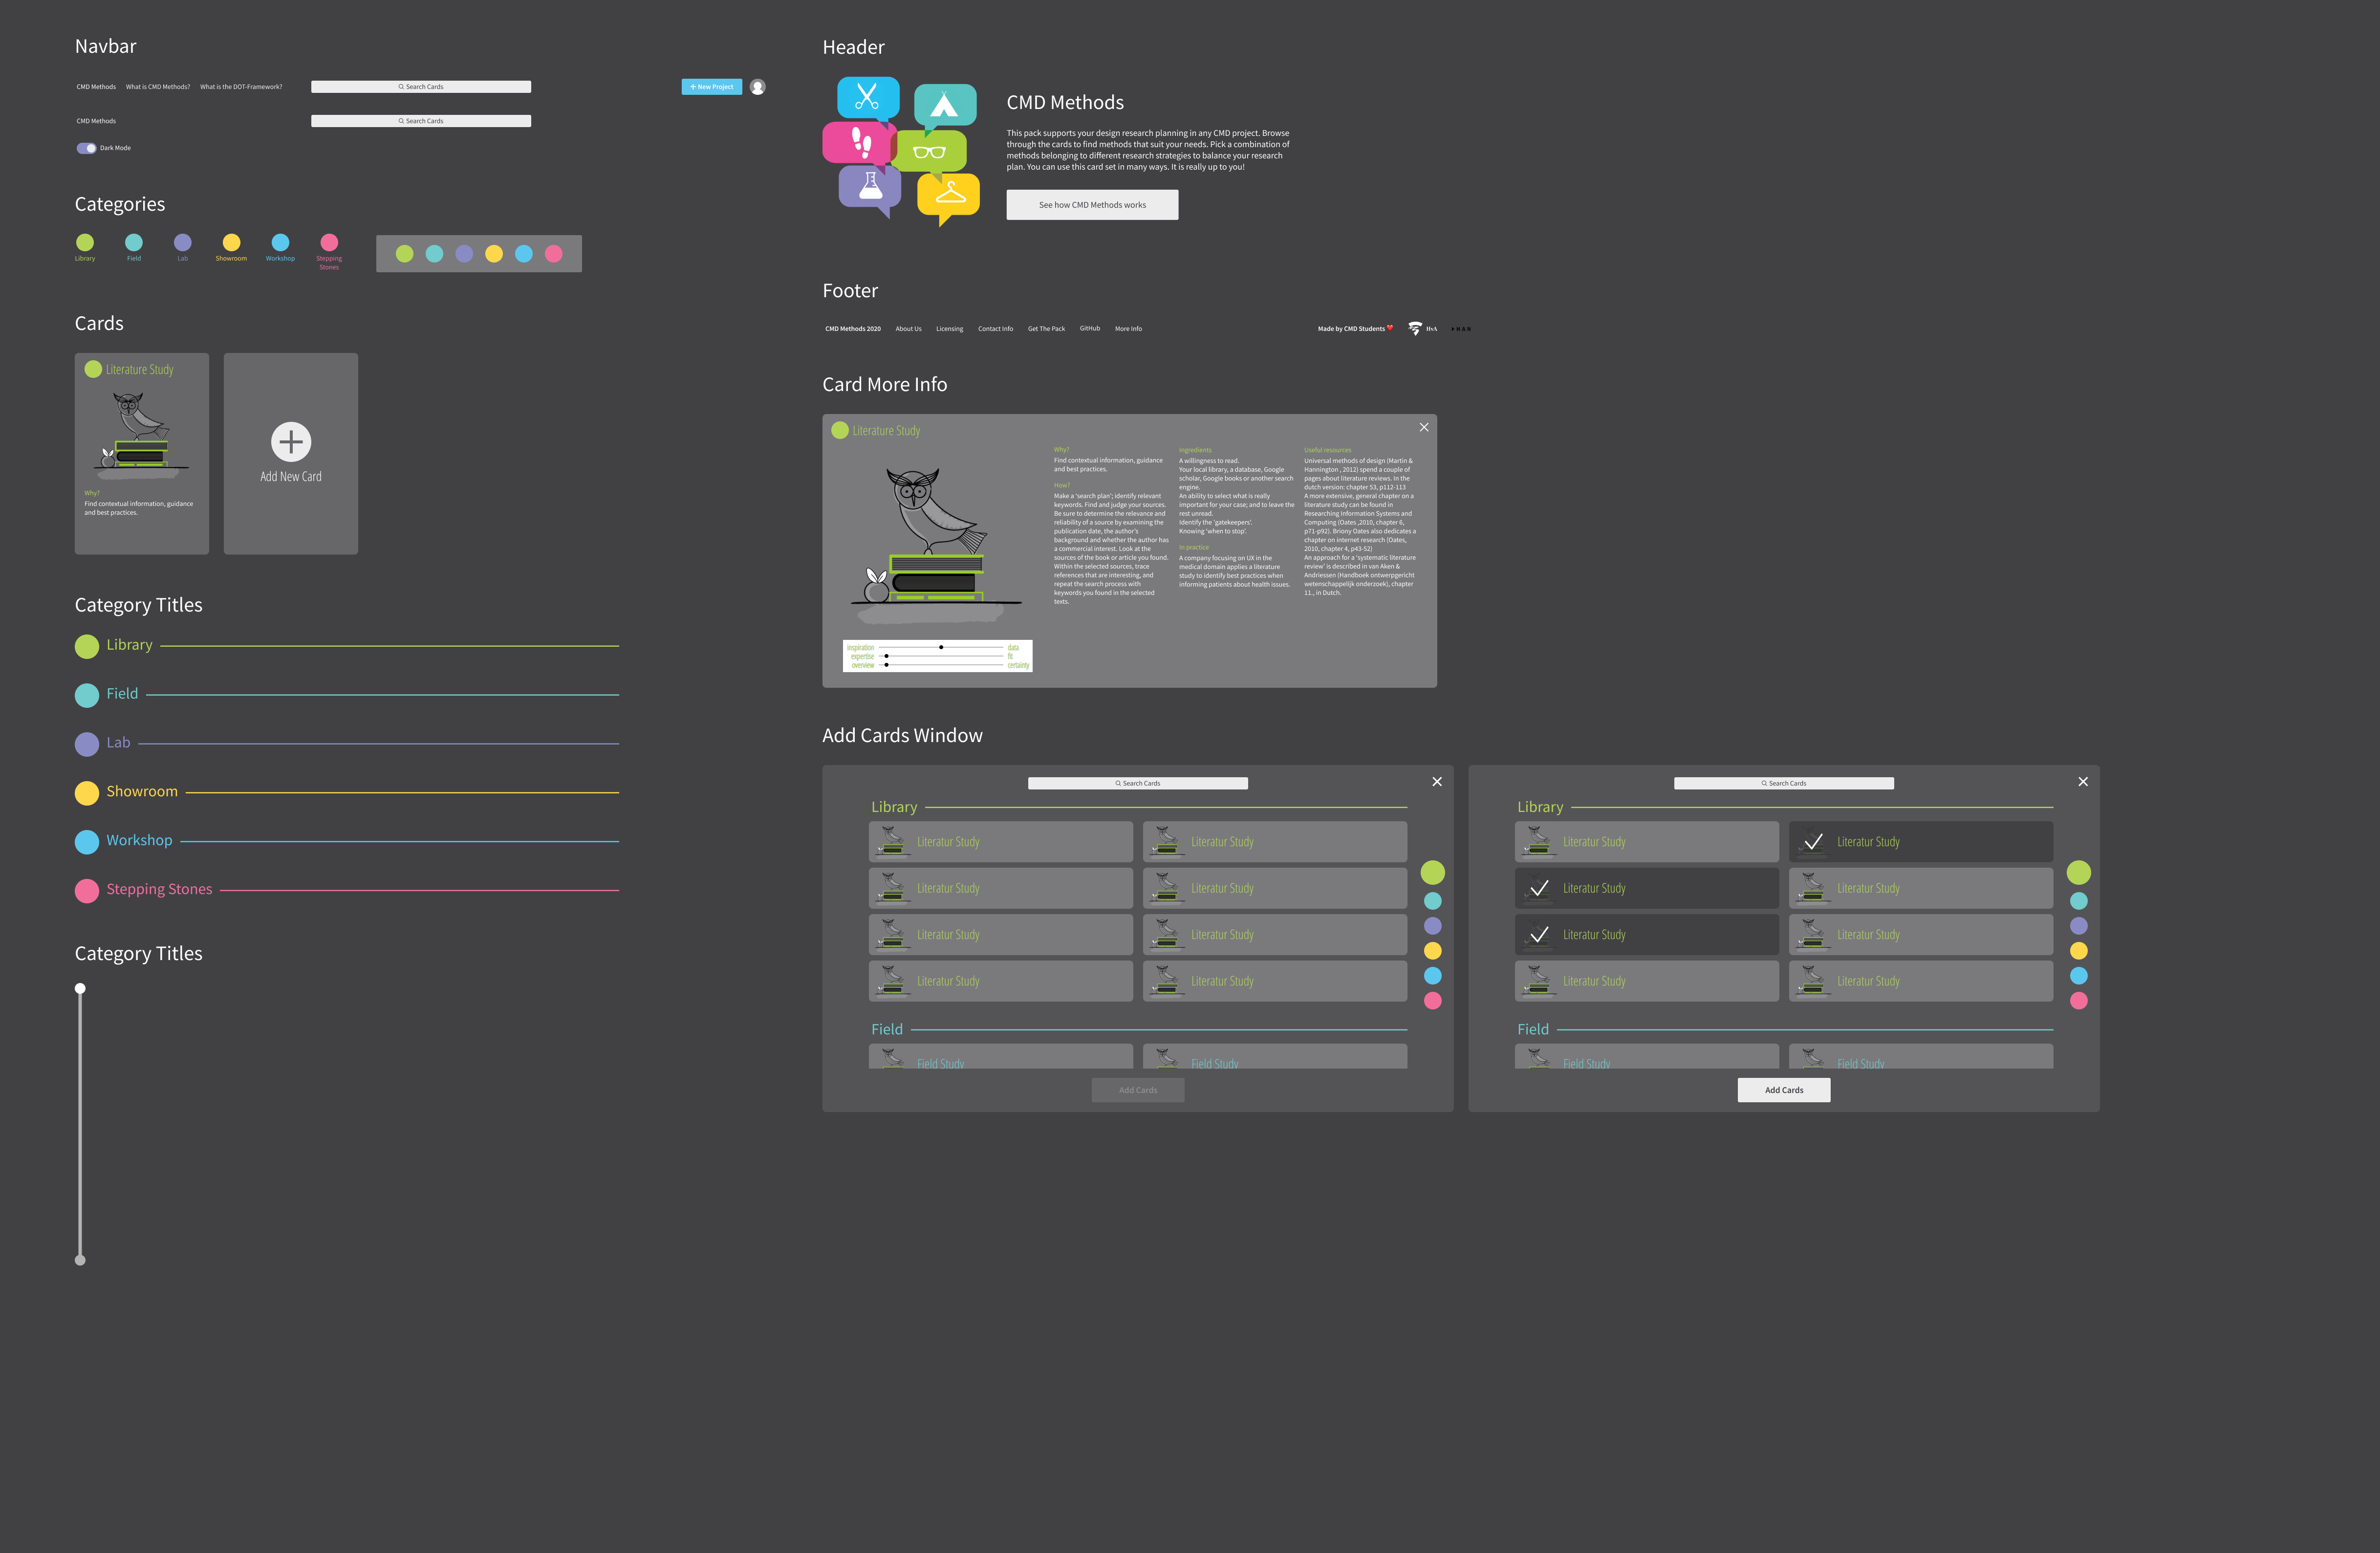 Navbar
CMD Methods What is CMD Methods? What is the DOT-Framework? Search Cards + New Project
CMD Methods Search Cards
Dark Mode
Categories
Library Field Lab Showroom Workshop Stepping
Stones
Cards
Literature Study
Why?
Find contextual information, guidance
and best practices.
Add New Card
Category Titles
Library
Field
Lab
Showroom
Workshop
Stepping Stones
Category Titles
Header
CMD Methods
This pack supports your design research planning in any CMD project. Browse
through the cards to find methods that suit your needs. Pick a combination of
methods belonging to different research strategies to balance your research
plan. You can use this card set in many ways. It is really up to you!
See how CMD Methods works
Footer
CMD Methods 2020 About Us Licensing Contact Info Get The Pack GitHub More Info Made by CMD Students HvA HAN
Card More Info
Literature Study
Why?
Find contextual information, guidance
and best practices.
How?
Make a 'search plan'; identify relevant
keywords. Find and judge your sources.
Be sure to determine the relevance and
reliability of a source by examining the
publication date, the author's
background and whether the author has
a commercial interest. Look at the
sources of the book or article you found.
Within the selected sources, trace
references that are interesting, and
repeat the search process with
keywords you found in the selected
texts.
Ingredients
A willingness to read.
Your local library, a database, Google
scholar, Google books or another search
engine.
An ability to select what is really
important for your case; and to leave the
rest unread.
Identify the 'gatekeepers'.
Knowing 'when to stop'.
In practice
A company focusing on UX in the
medical domain applies a literature
study to identify best practices when
informing patients about health issues.
Useful resources
Universal methods of design (Martin &
Hannington , 2012) spend a couple of
pages about literature reviews. In the
dutch version: chapter 53, p112-113
A more extensive, general chapter on a
literature study can be found in
Researching Information Systems and
Computing (Oates ,2010, chapter 6,
p71-p92). Briony Oates also dedicates a
chapter on internet research (Oates,
2010, chapter 4, p43-52)
An approach for a 'systematic literature
review' is described in van Aken &
Andriessen (Handboek ontwerpgericht
wetenschappelijk onderzoek), chapter
11., in Dutch.
inspiration data
expertise fit
overview certainty
Add Cards Window
Search Cards
Library
Literatur Study Literatur Study
Literatur Study Literatur Study
Literatur Study Literatur Study
Literatur Study Literatur Study
Field
Field Study Field Study
Add Cards
Search Cards
Library
Literatur Study Literatur Study
Literatur Study Literatur Study
Literatur Study Literatur Study
Literatur Study Literatur Study
Field
Field Study Field Study
Add Cards